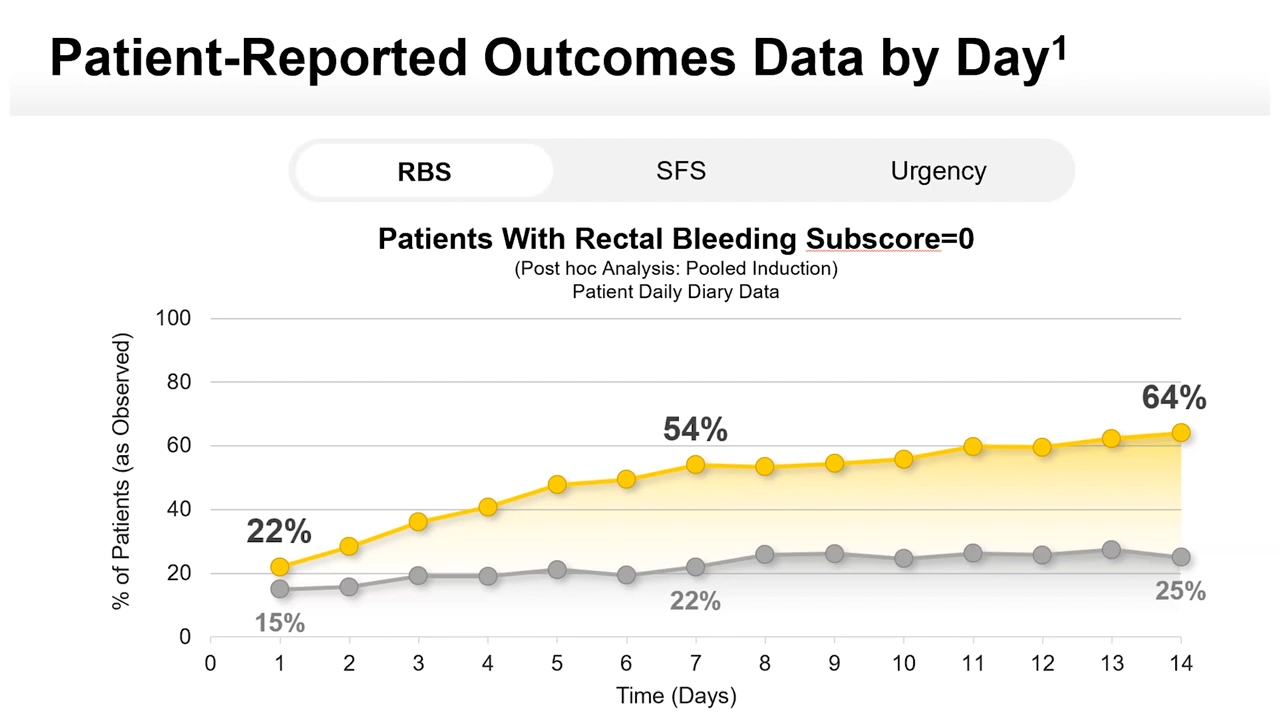 Patient-Reported Outcomes Data by Day¹
RBS SFS Urgency
Patients With Rectal Bleeding Subscore=0
(Post hoc Analysis: Pooled Induction)
Patient Daily Diary Data
% of Patients (as Observed)
100
80
60
40
20
0
22%
54%
64%
15%
22%
25%
0 1 2 3 4 5 6 7 8 9 10 11 12 13 14
Time (Days)